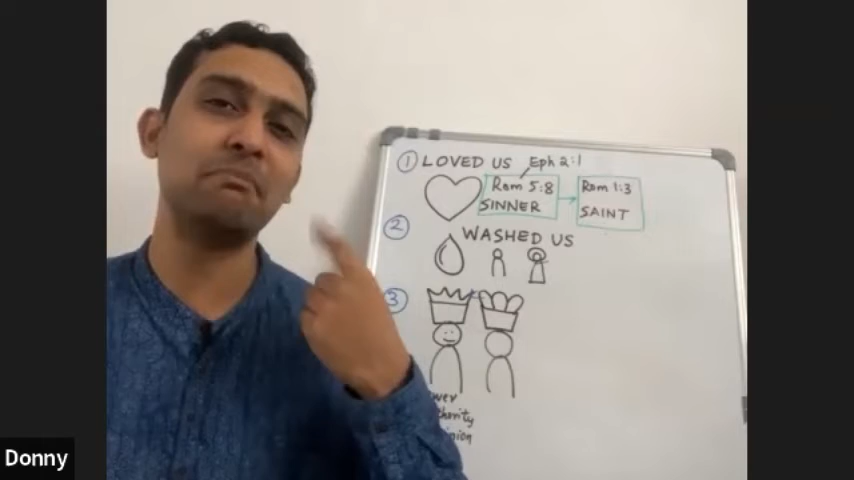 ① LOVED US Eph 2:1
Rom 5:8
SINNER
Rom 1:3
SAINT
②
WASHED US
③
Donny